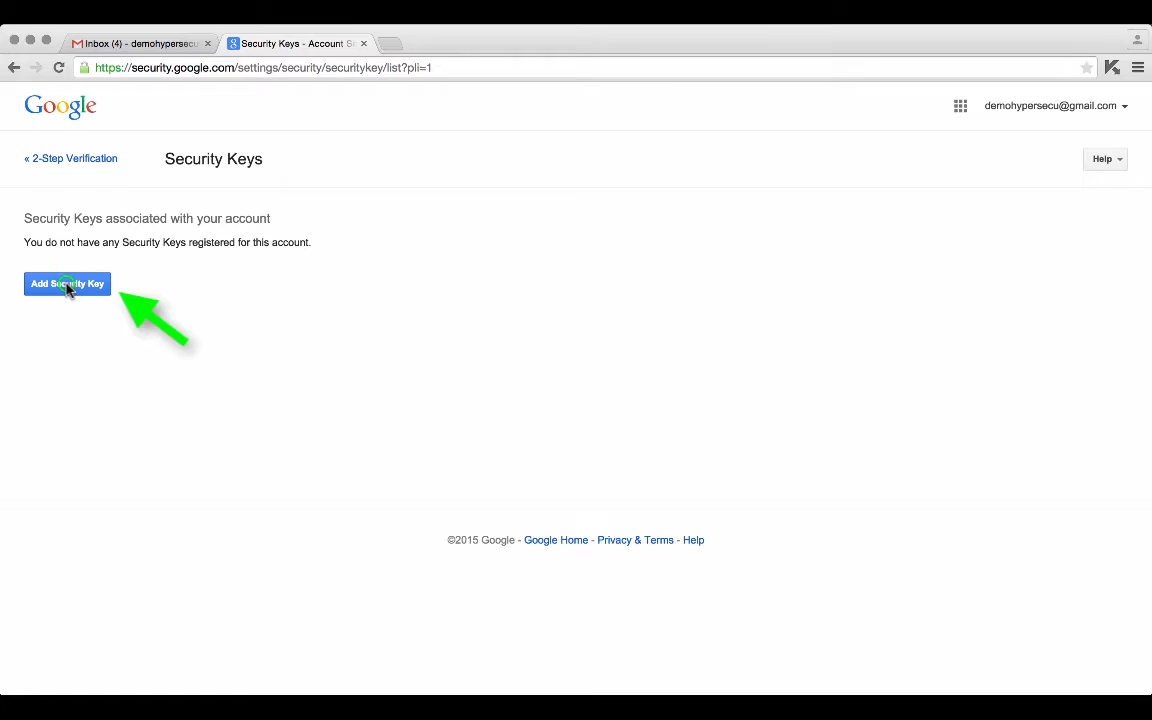 Inbox (4) - demohypersecu
Security Keys - Account S
https://security.google.com/settings/security/securitykey/list?pli=1
Google
demohypersecu@gmail.com
« 2-Step Verification
Security Keys
Help
Security Keys associated with your account
You do not have any Security Keys registered for this account.
Add Security Key
©2015 Google - Google Home - Privacy & Terms - Help